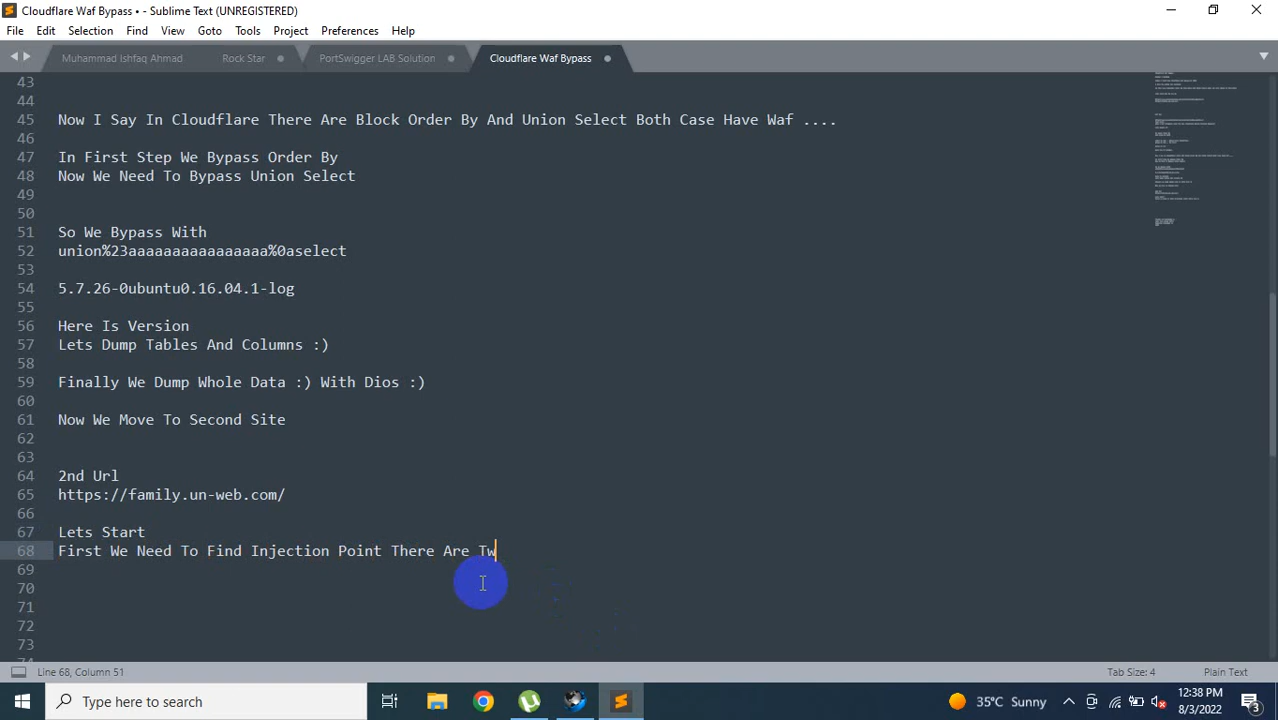 Cloudflare Waf Bypass • - Sublime Text (UNREGISTERED)
File Edit Selection Find View Goto Tools Project Preferences Help
Muhammad Ishfaq Ahmad Rock Star PortSwigger LAB Solution Cloudflare Waf Bypass
43
44
45 Now I Say In Cloudflare There Are Block Order By And Union Select Both Case Have Waf ....
46
47 In First Step We Bypass Order By
48 Now We Need To Bypass Union Select
49
50
51 So We Bypass With
52 union%23aaaaaaaaaaaaaaaa%0aselect
53
54 5.7.26-0ubuntu0.16.04.1-log
55
56 Here Is Version
57 Lets Dump Tables And Columns :)
58
59 Finally We Dump Whole Data :) With Dios :)
60
61 Now We Move To Second Site
62
63
64 2nd Url
65 https://family.un-web.com/
66
67 Lets Start
68 First We Need To Find Injection Point There Are Tw
69
70
71
72
73
Line 68, Column 51 Tab Size: 4 Plain Text
Type here to search 35°C Sunny 12:38 PM
8/3/2022 3